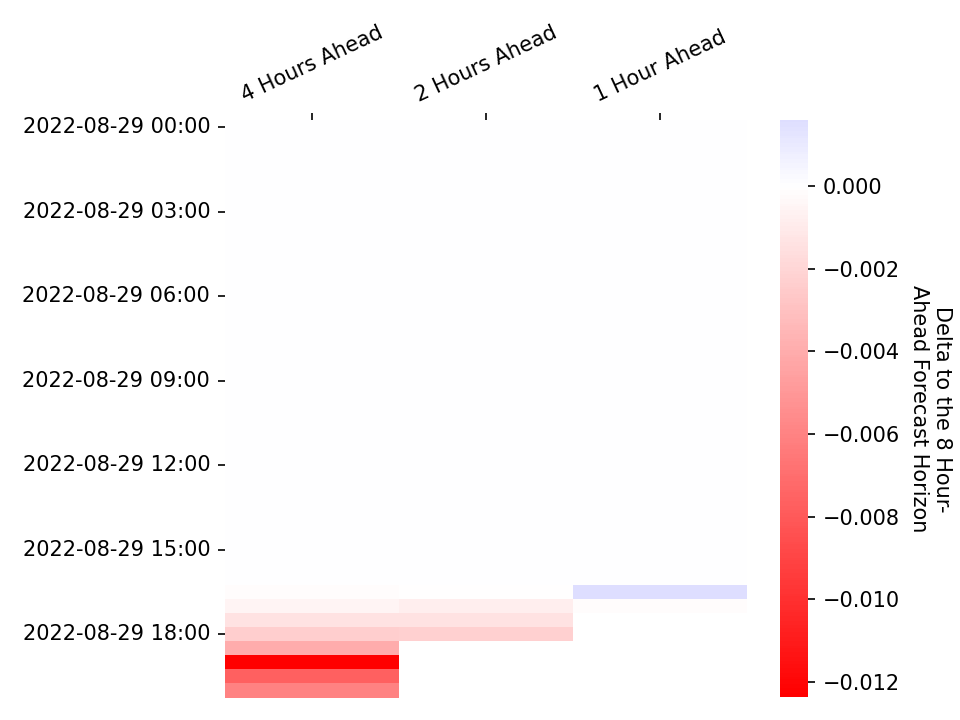 4 Hours Ahead
2 Hours Ahead
1 Hour Ahead
2022-08-29 00:00
2022-08-29 03:00
2022-08-29 06:00
2022-08-29 09:00
2022-08-29 12:00
2022-08-29 15:00
2022-08-29 18:00
0.000
−0.002
−0.004
−0.006
−0.008
−0.010
−0.012
Delta to the 8 Hour-
Ahead Forecast Horizon